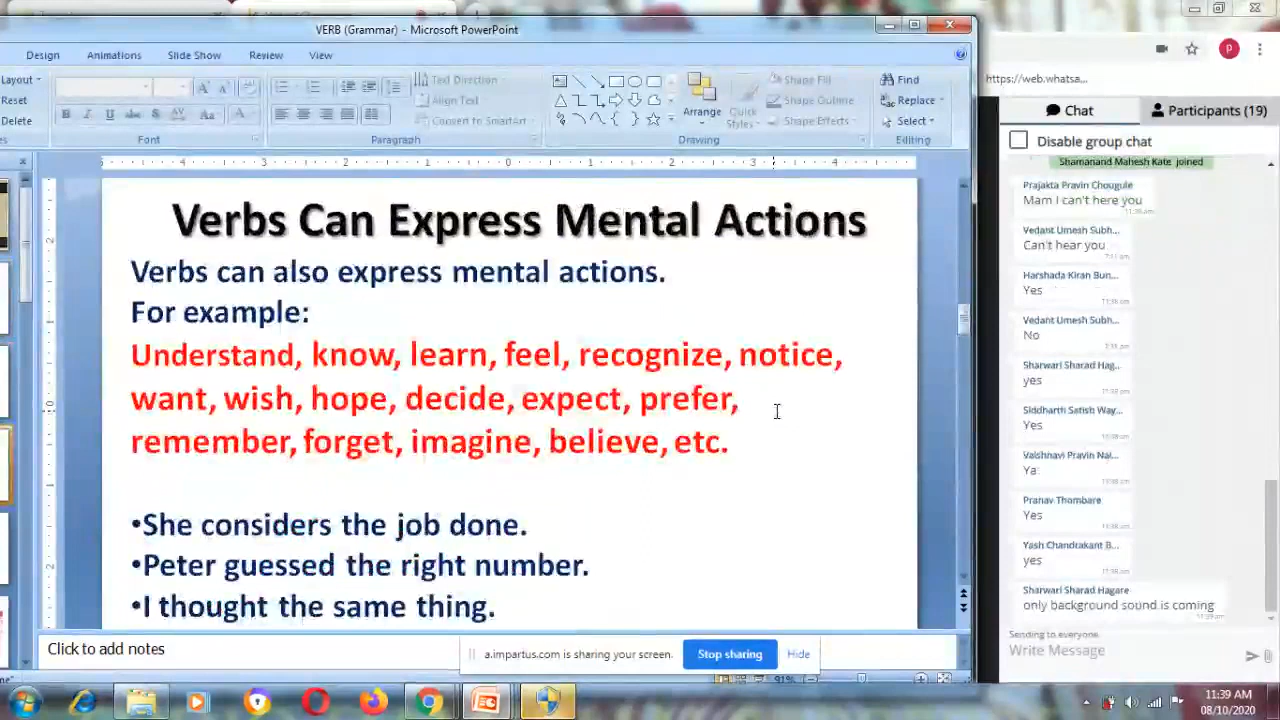 VERB (Grammar) - Microsoft PowerPoint
Design Animations Slide Show Review View
Layout
Reset
Delete
Font
Text Direction
Align Text
Convert to SmartArt
Paragraph
Arrange
Quick Styles
Shape Fill
Shape Outline
Shape Effects
Drawing
Find
Replace
Select
Editing
Verbs Can Express Mental Actions
Verbs can also express mental actions.
For example:
Understand, know, learn, feel, recognize, notice,
want, wish, hope, decide, expect, prefer,
remember, forget, imagine, believe, etc.
•She considers the job done.
•Peter guessed the right number.
•I thought the same thing.
Click to add notes
a.impartus.com is sharing your screen.
Stop sharing
Hide
91%
https://web.whatsa...
Chat
Participants (19)
Disable group chat
Shamanand Mahesh Kate joined
Prajakta Pravin Chougule
Mam I can't here you
Vedant Umesh Subh...
Can't hear you
Harshada Kiran Bun...
Yes
Vedant Umesh Subh...
No
Sharwari Sharad Hag...
yes
Siddharth Satish Way...
Yes
Vaishnavi Pravin Nal...
Ya
Pranav Thombare
Yes
Yash Chandrakant B...
yes
Sharwari Sharad Hagare
only background sound is coming
Sending to everyone
Write Message
11:39 AM
08/10/2020